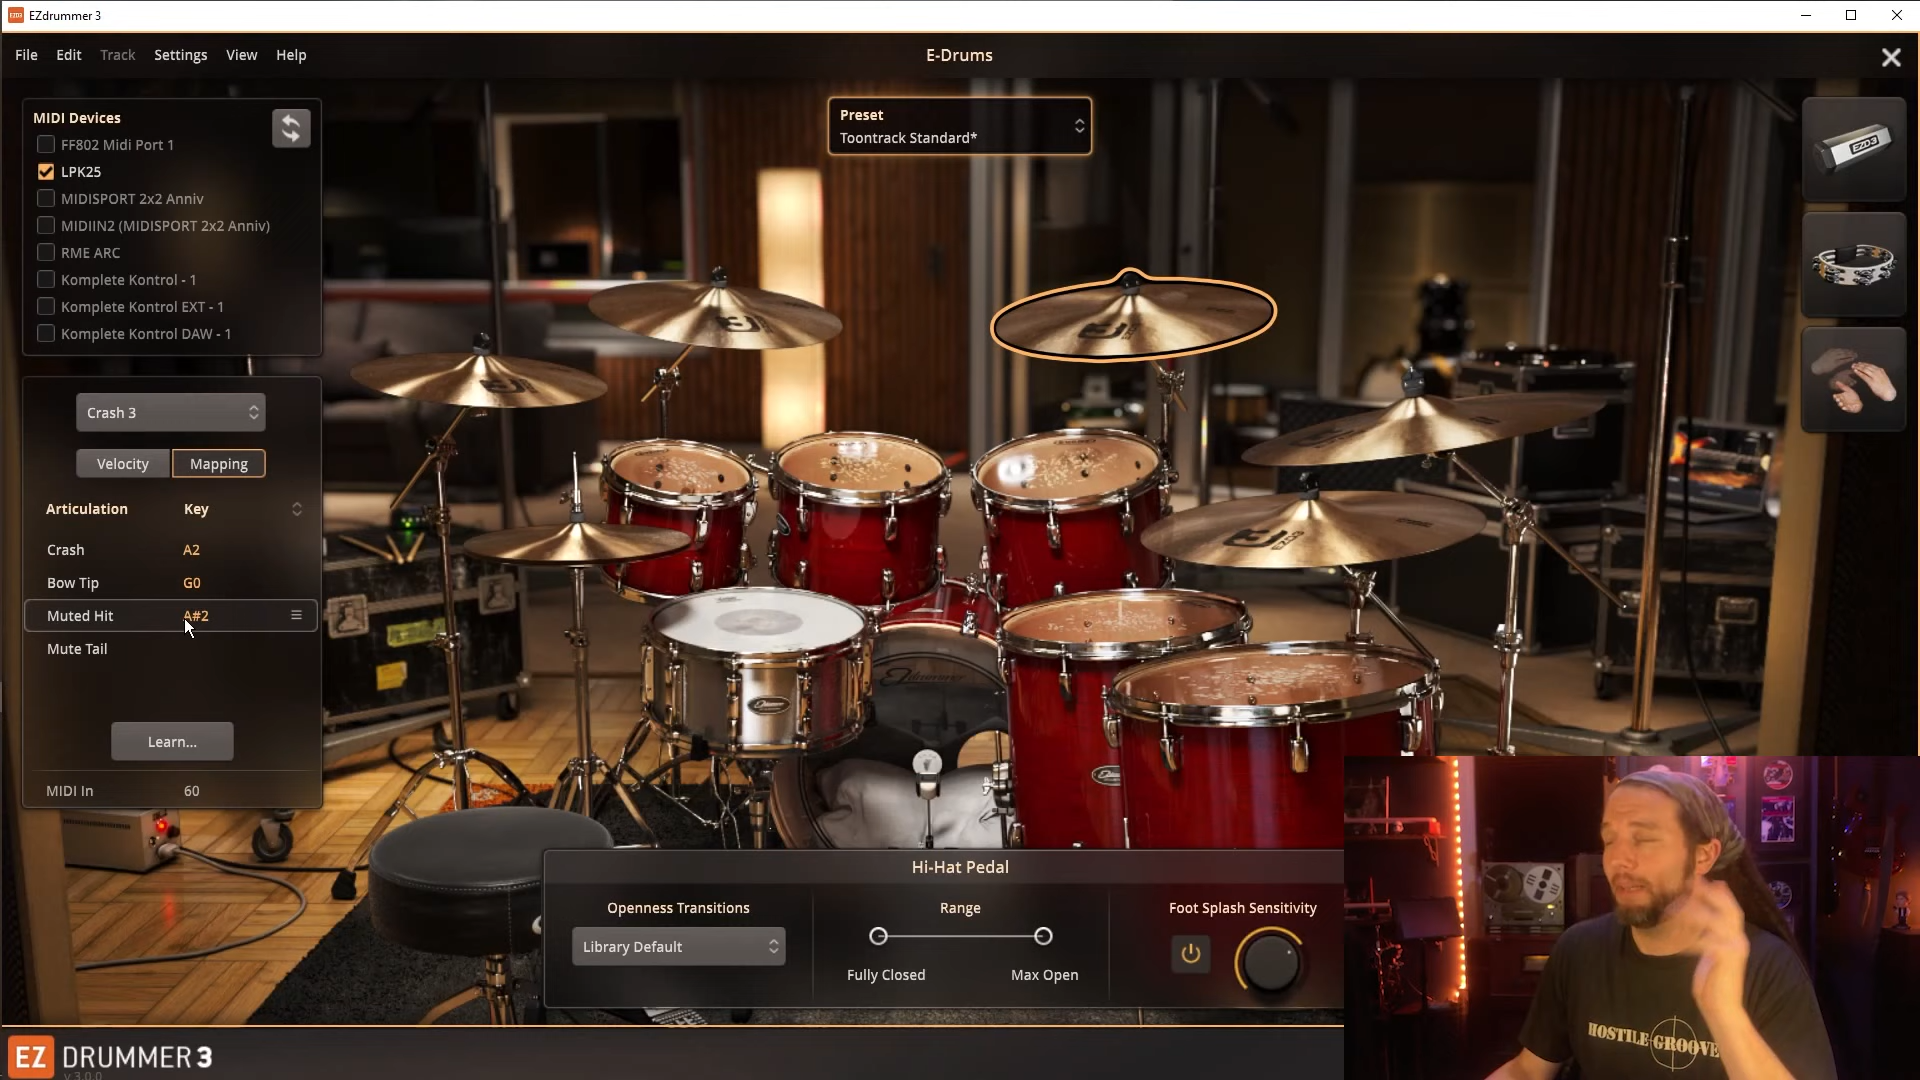 EZdrummer 3
File Edit Track Settings View Help
E-Drums
MIDI Devices
FF802 Midi Port 1
LPK25
MIDISPORT 2x2 Anniv
MIDIIN2 (MIDISPORT 2x2 Anniv)
RME ARC
Komplete Kontrol - 1
Komplete Kontrol EXT - 1
Komplete Kontrol DAW - 1
Preset
Toontrack Standard*
EZD3
Crash 3
Velocity Mapping
Articulation Key
Crash A2
Bow Tip G0
Muted Hit A#2
Mute Tail
Learn...
MIDI In 60
Hi-Hat Pedal
Openness Transitions
Library Default
Range
Fully Closed Max Open
Foot Splash Sensitivity
EZ DRUMMER 3
v 3.0.0
HOSTILE GROOVE